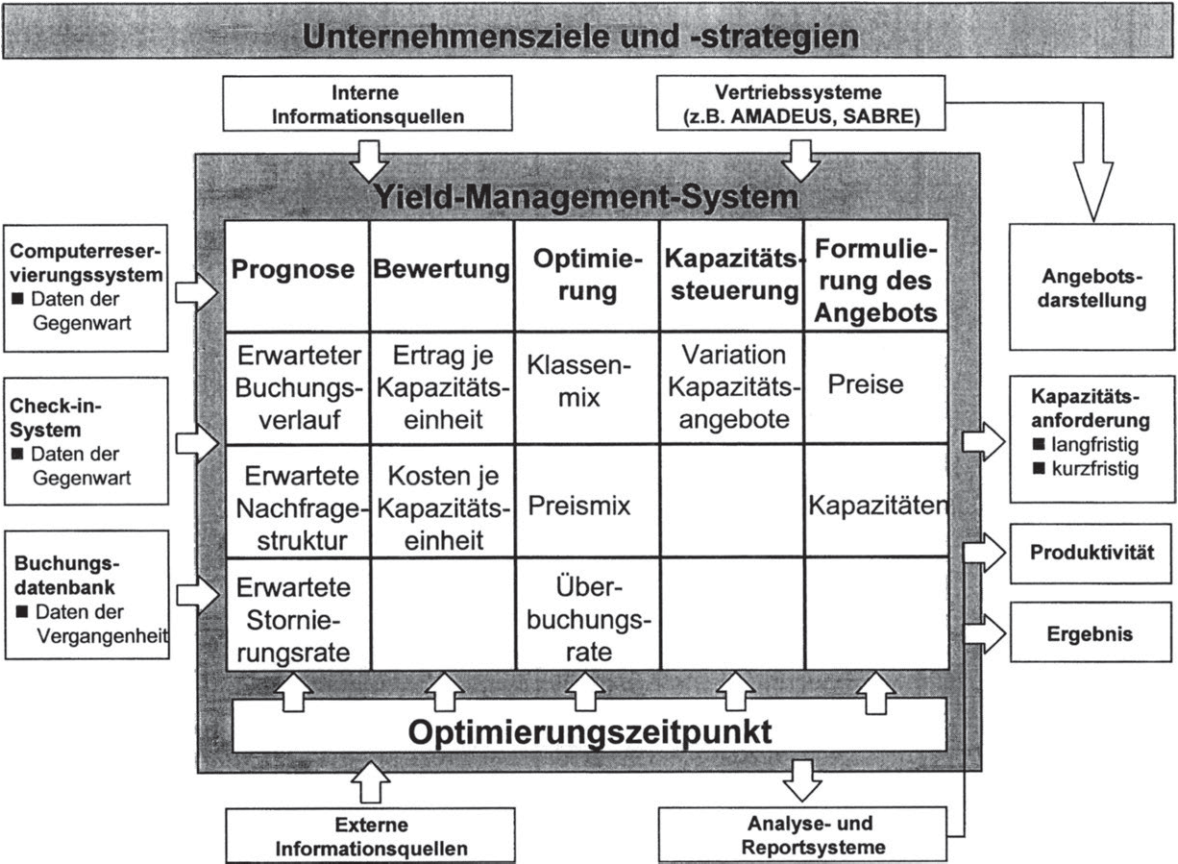 Unternehmensziele und -strategien
Interne
Informationsquellen
Vertriebssysteme
(z.B. AMADEUS, SABRE)
Yield-Management-System
Computerreser-
vierungssystem
■ Daten der
Gegenwart
Check-in-
System
■ Daten der
Gegenwart
Buchungs-
datenbank
■ Daten der
Vergangenheit
Prognose
Bewertung
Optimie-
rung
Kapazitäts-
steuerung
Formulie-
rung des
Angebots
Erwarteter
Buchungs-
verlauf
Ertrag je
Kapazitäts-
einheit
Klassen-
mix
Variation
Kapazitäts-
angebote
Preise
Erwartete
Nachfrage-
struktur
Kosten je
Kapazitäts-
einheit
Preismix
Kapazitäten
Erwartete
Stornie-
rungsrate
Über-
buchungs-
rate
Optimierungszeitpunkt
Angebots-
darstellung
Kapazitäts-
anforderung
■ langfristig
■ kurzfristig
Produktivität
Ergebnis
Externe
Informationsquellen
Analyse- und
Reportsysteme